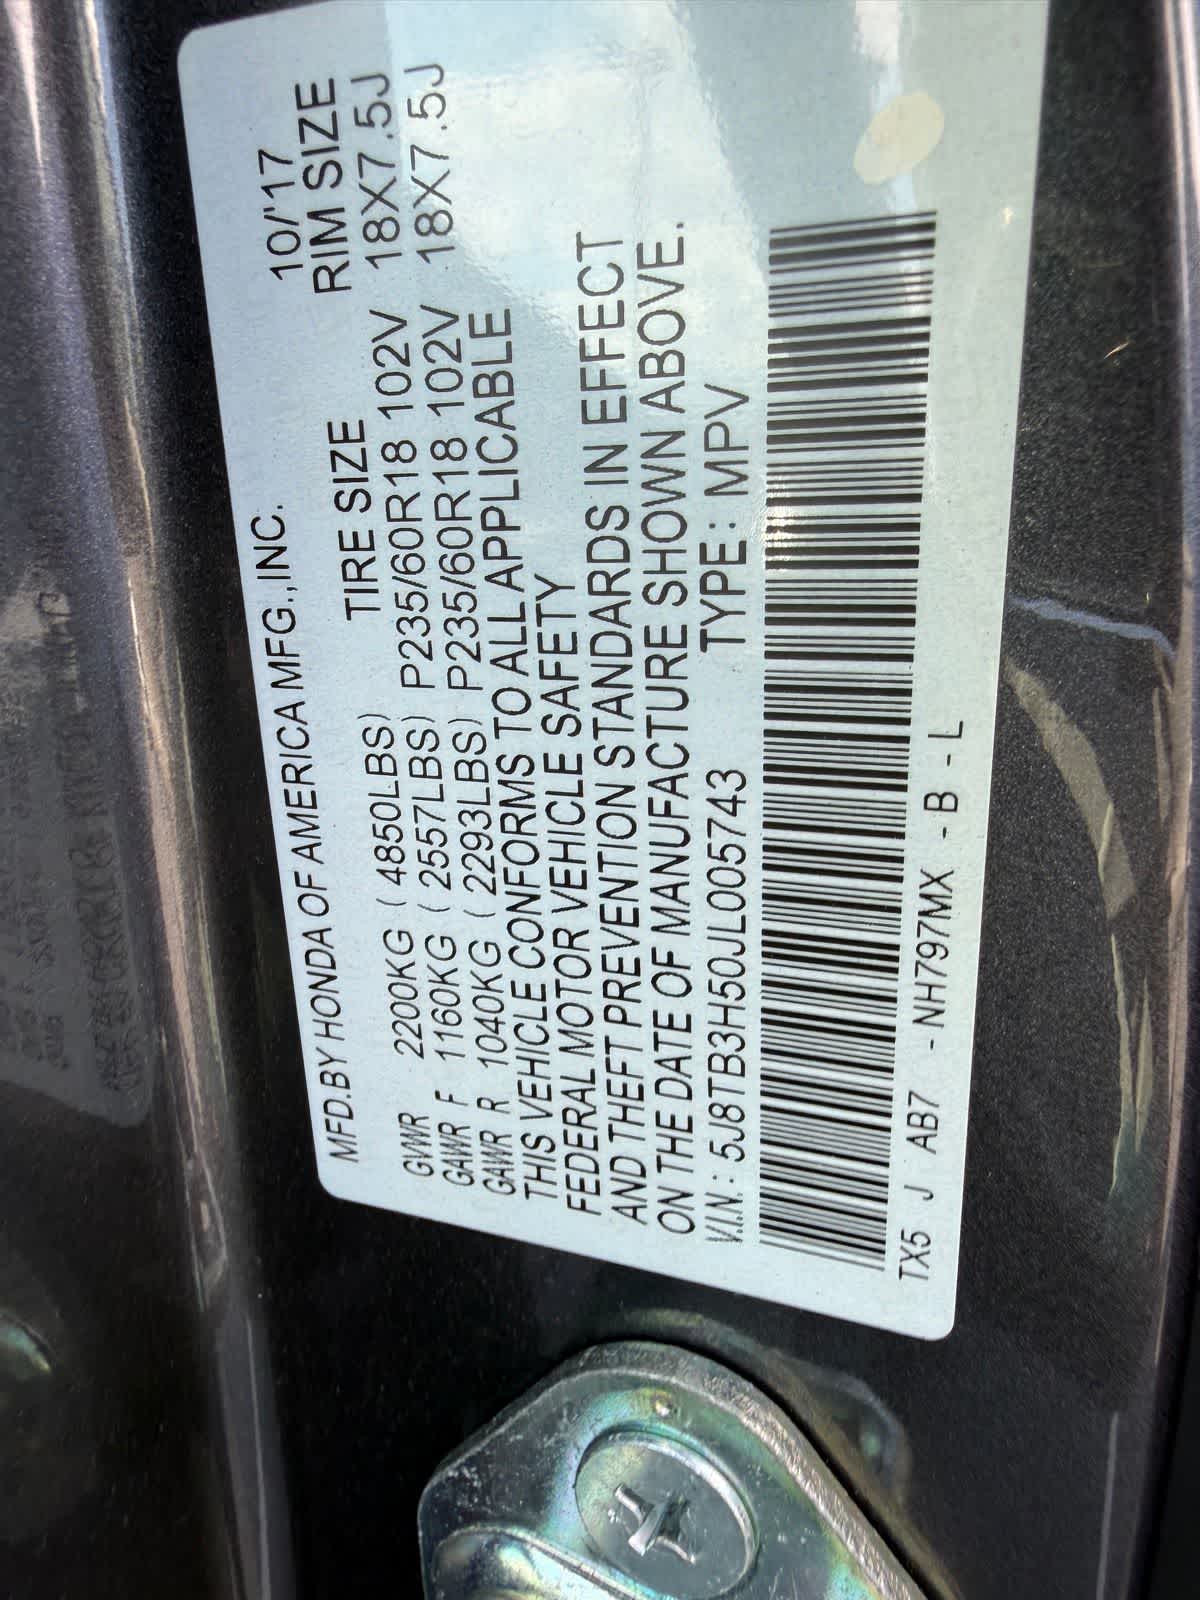 MFD.BY HONDA OF AMERICA MFG.,INC. 10/'17
TIRE SIZE RIM SIZE
GVWR 2200KG ( 4850LBS)
GAWR F 1160KG ( 2557LBS) P235/60R18 102V 18X7.5J
GAWR R 1040KG ( 2293LBS) P235/60R18 102V 18X7.5J
THIS VEHICLE CONFORMS TO ALL APPLICABLE
FEDERAL MOTOR VEHICLE SAFETY
AND THEFT PREVENTION STANDARDS IN EFFECT
ON THE DATE OF MANUFACTURE SHOWN ABOVE.
V.I.N.: 5J8TB3H50JL005743 TYPE: MPV
TX5 J AB7 - NH797MX - B - L